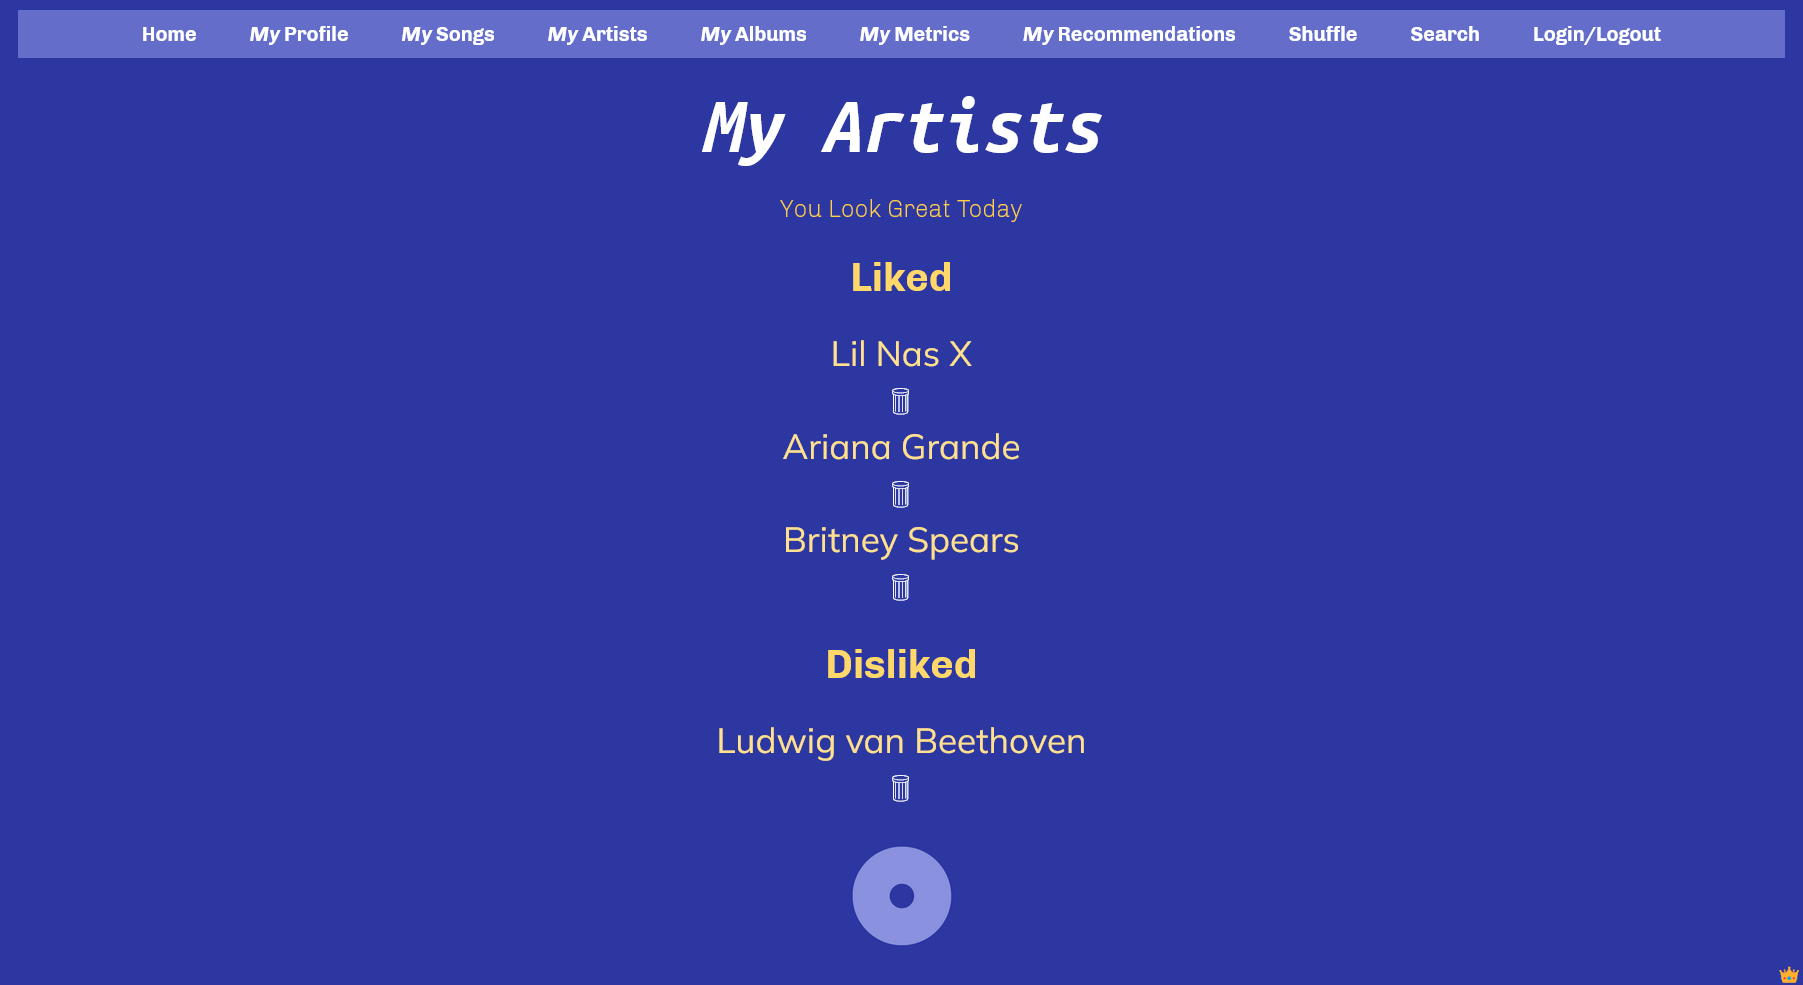 Home My Profile My Songs My Artists My Albums My Metrics My Recommendations Shuffle Search Login/Logout
My Artists
You Look Great Today
Liked
Lil Nas X
Ariana Grande
Britney Spears
Disliked
Ludwig van Beethoven